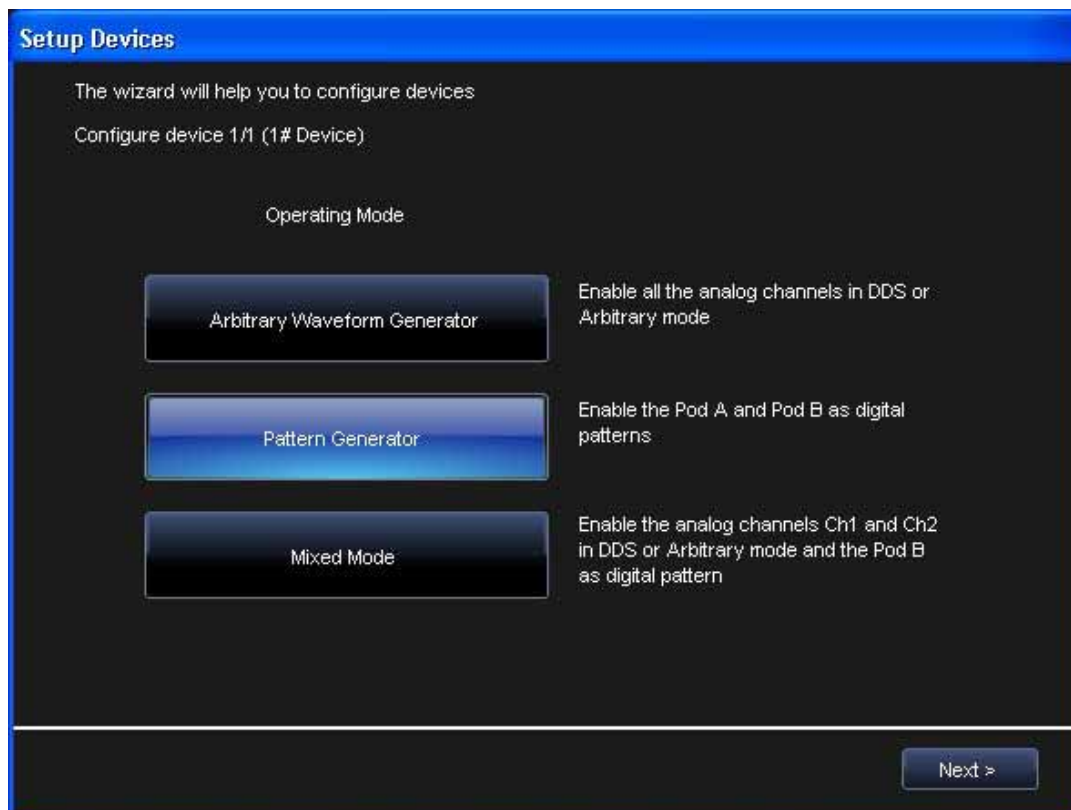 Setup Devices
The wizard will help you to configure devices
Configure device 1/1 (1# Device)
Operating Mode
Arbitrary Waveform Generator
Enable all the analog channels in DDS or
Arbitrary mode
Pattern Generator
Enable the Pod A and Pod B as digital
patterns
Mixed Mode
Enable the analog channels Ch1 and Ch2
in DDS or Arbitrary mode and the Pod B
as digital pattern
Next >